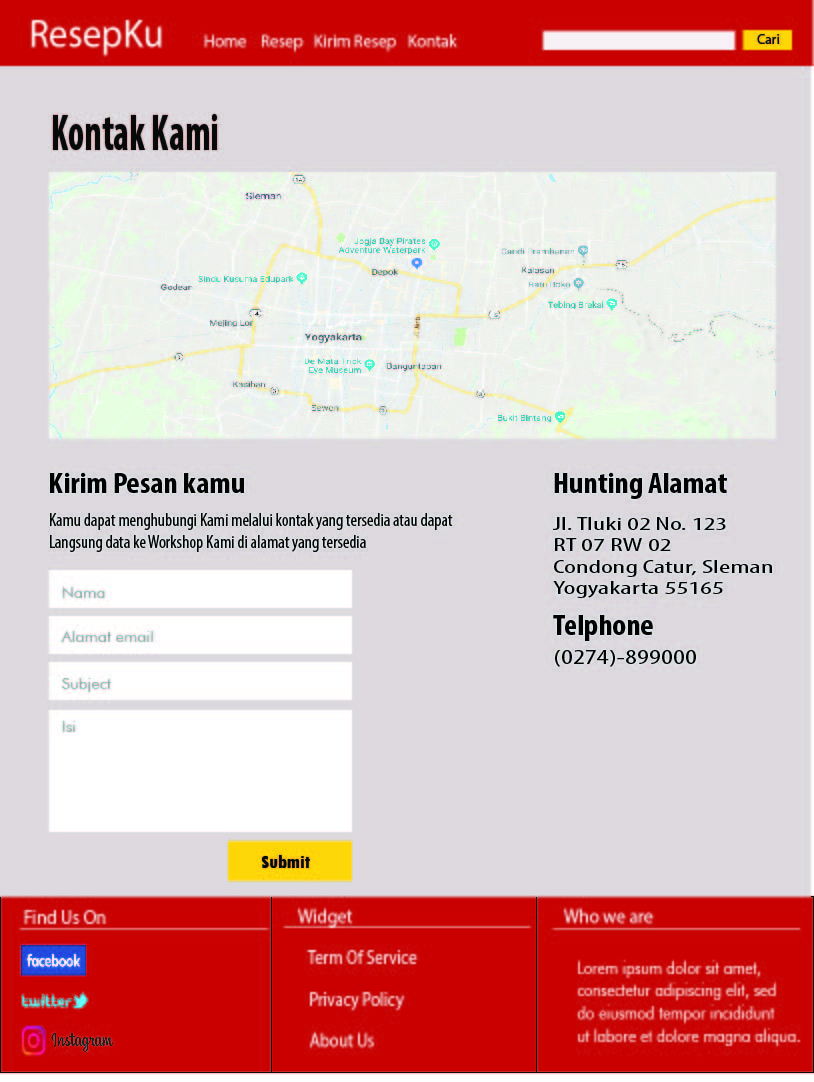 ResepKu
Home Resep Kirim Resep Kontak
Cari
Kontak Kami
Sleman
Jogja Bay Pirates
Adventure Waterpark
Candi Prambanan
Depok
Kalasan
Sindu Kusuma Edupark
Godean
Tebing Breksi
Mejing Lor
Yogyakarta
De Mata Trick
Eye Museum
Banguntapan
Kasihan
Sewon
Bukit Bintang
Kirim Pesan kamu
Kamu dapat menghubungi Kami melalui kontak yang tersedia atau dapat
Langsung data ke Workshop Kami di alamat yang tersedia
Nama
Alamat email
Subject
Isi
Submit
Hunting Alamat
Jl. Tluki 02 No. 123
RT 07 RW 02
Condong Catur, Sleman
Yogyakarta 55165
Telphone
(0274)-899000
Find Us On
facebook
twitter
Instagram
Widget
Term Of Service
Privacy Policy
About Us
Who we are
Lorem ipsum dolor sit amet,
consectetur adipiscing elit, sed
do eiusmod tempor incididunt
ut labore et dolore magna aliqua.